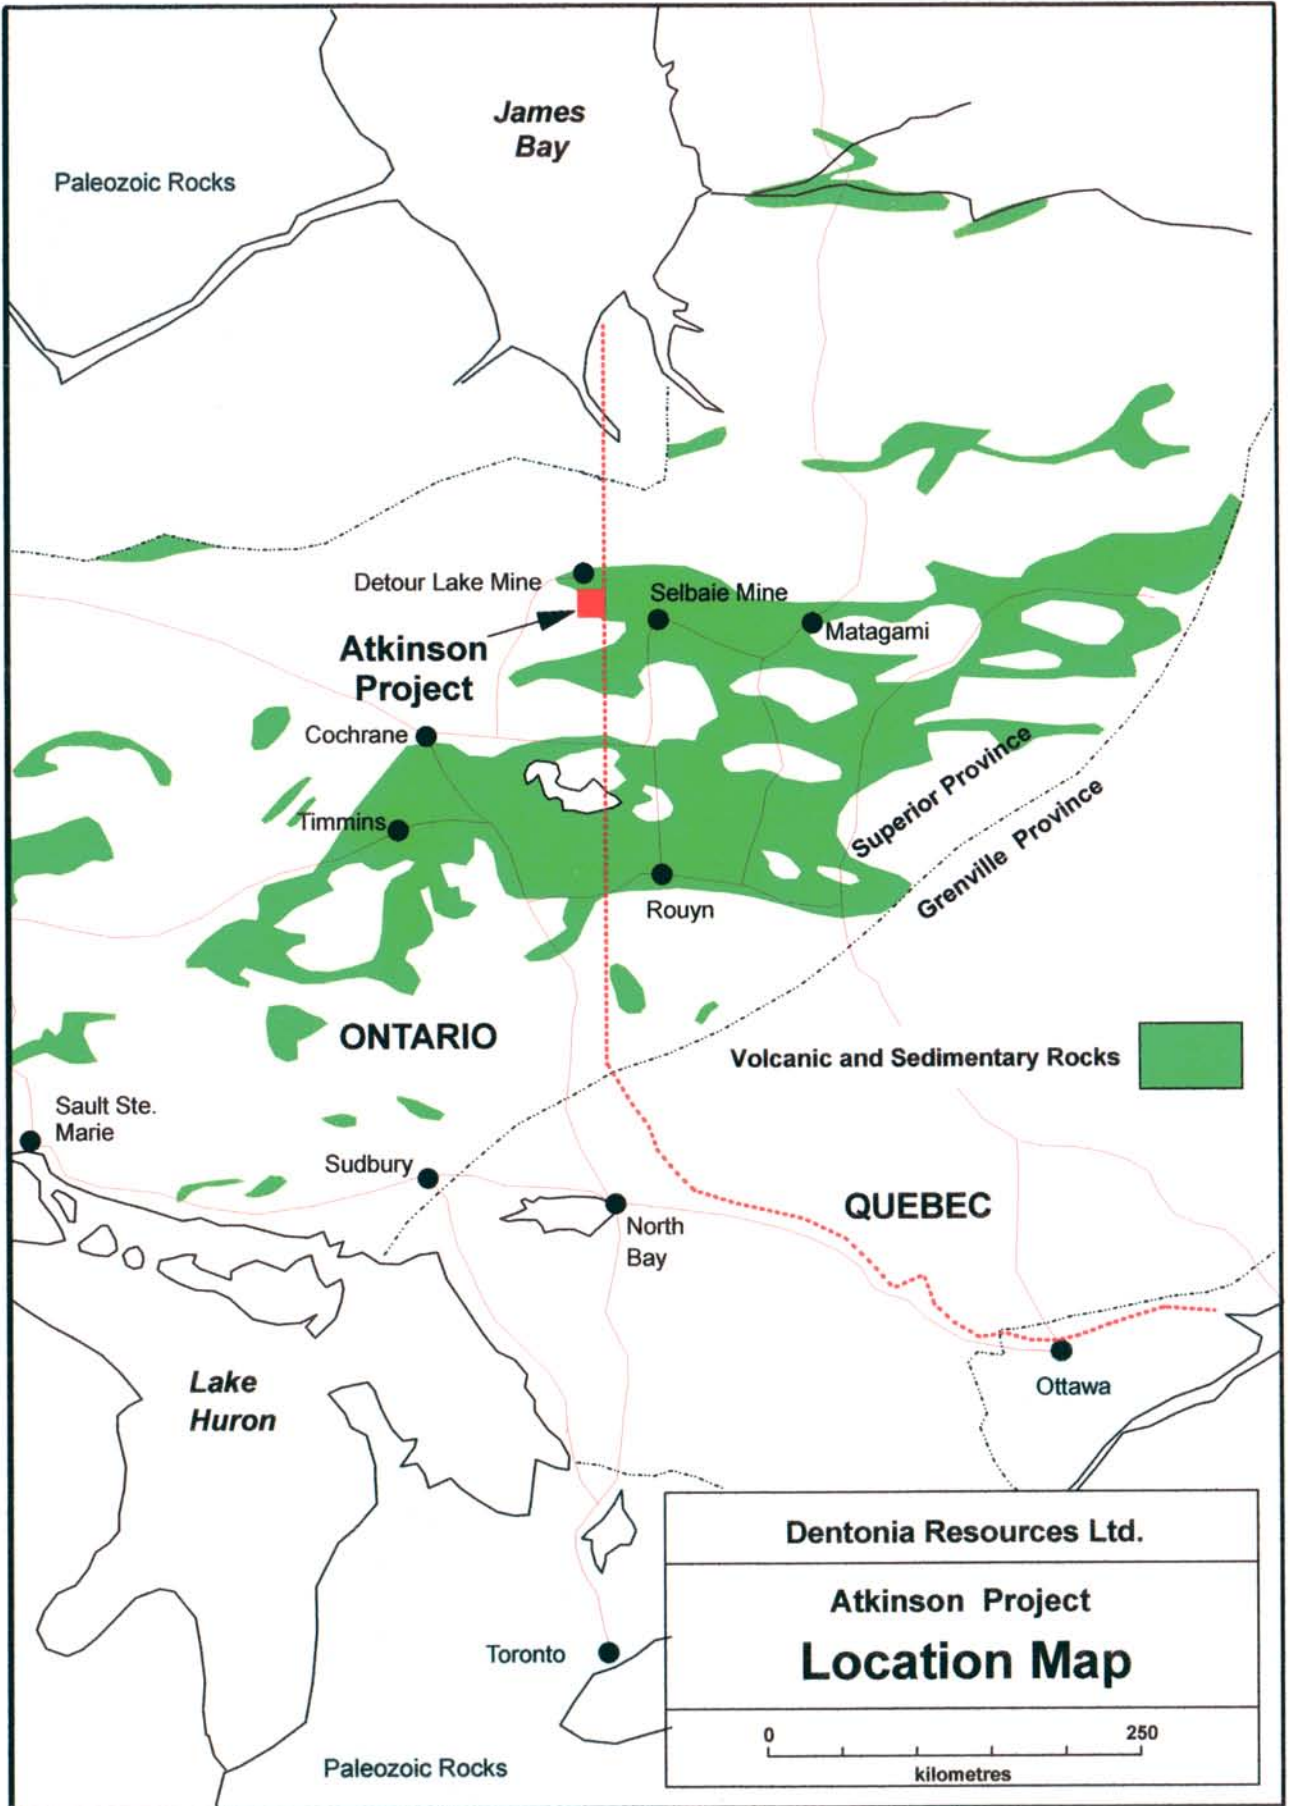 James
Bay
Paleozoic Rocks
Detour Lake Mine
Selbaie Mine
Matagami
Atkinson
Project
Cochrane
Superior Province
Grenville Province
Timmins
Rouyn
ONTARIO
Volcanic and Sedimentary Rocks
Sault Ste.
Marie
Sudbury
QUEBEC
North
Bay
Lake
Huron
Ottawa
Dentonia Resources Ltd.
Atkinson Project
Location Map
Toronto
0 250
kilometres
Paleozoic Rocks